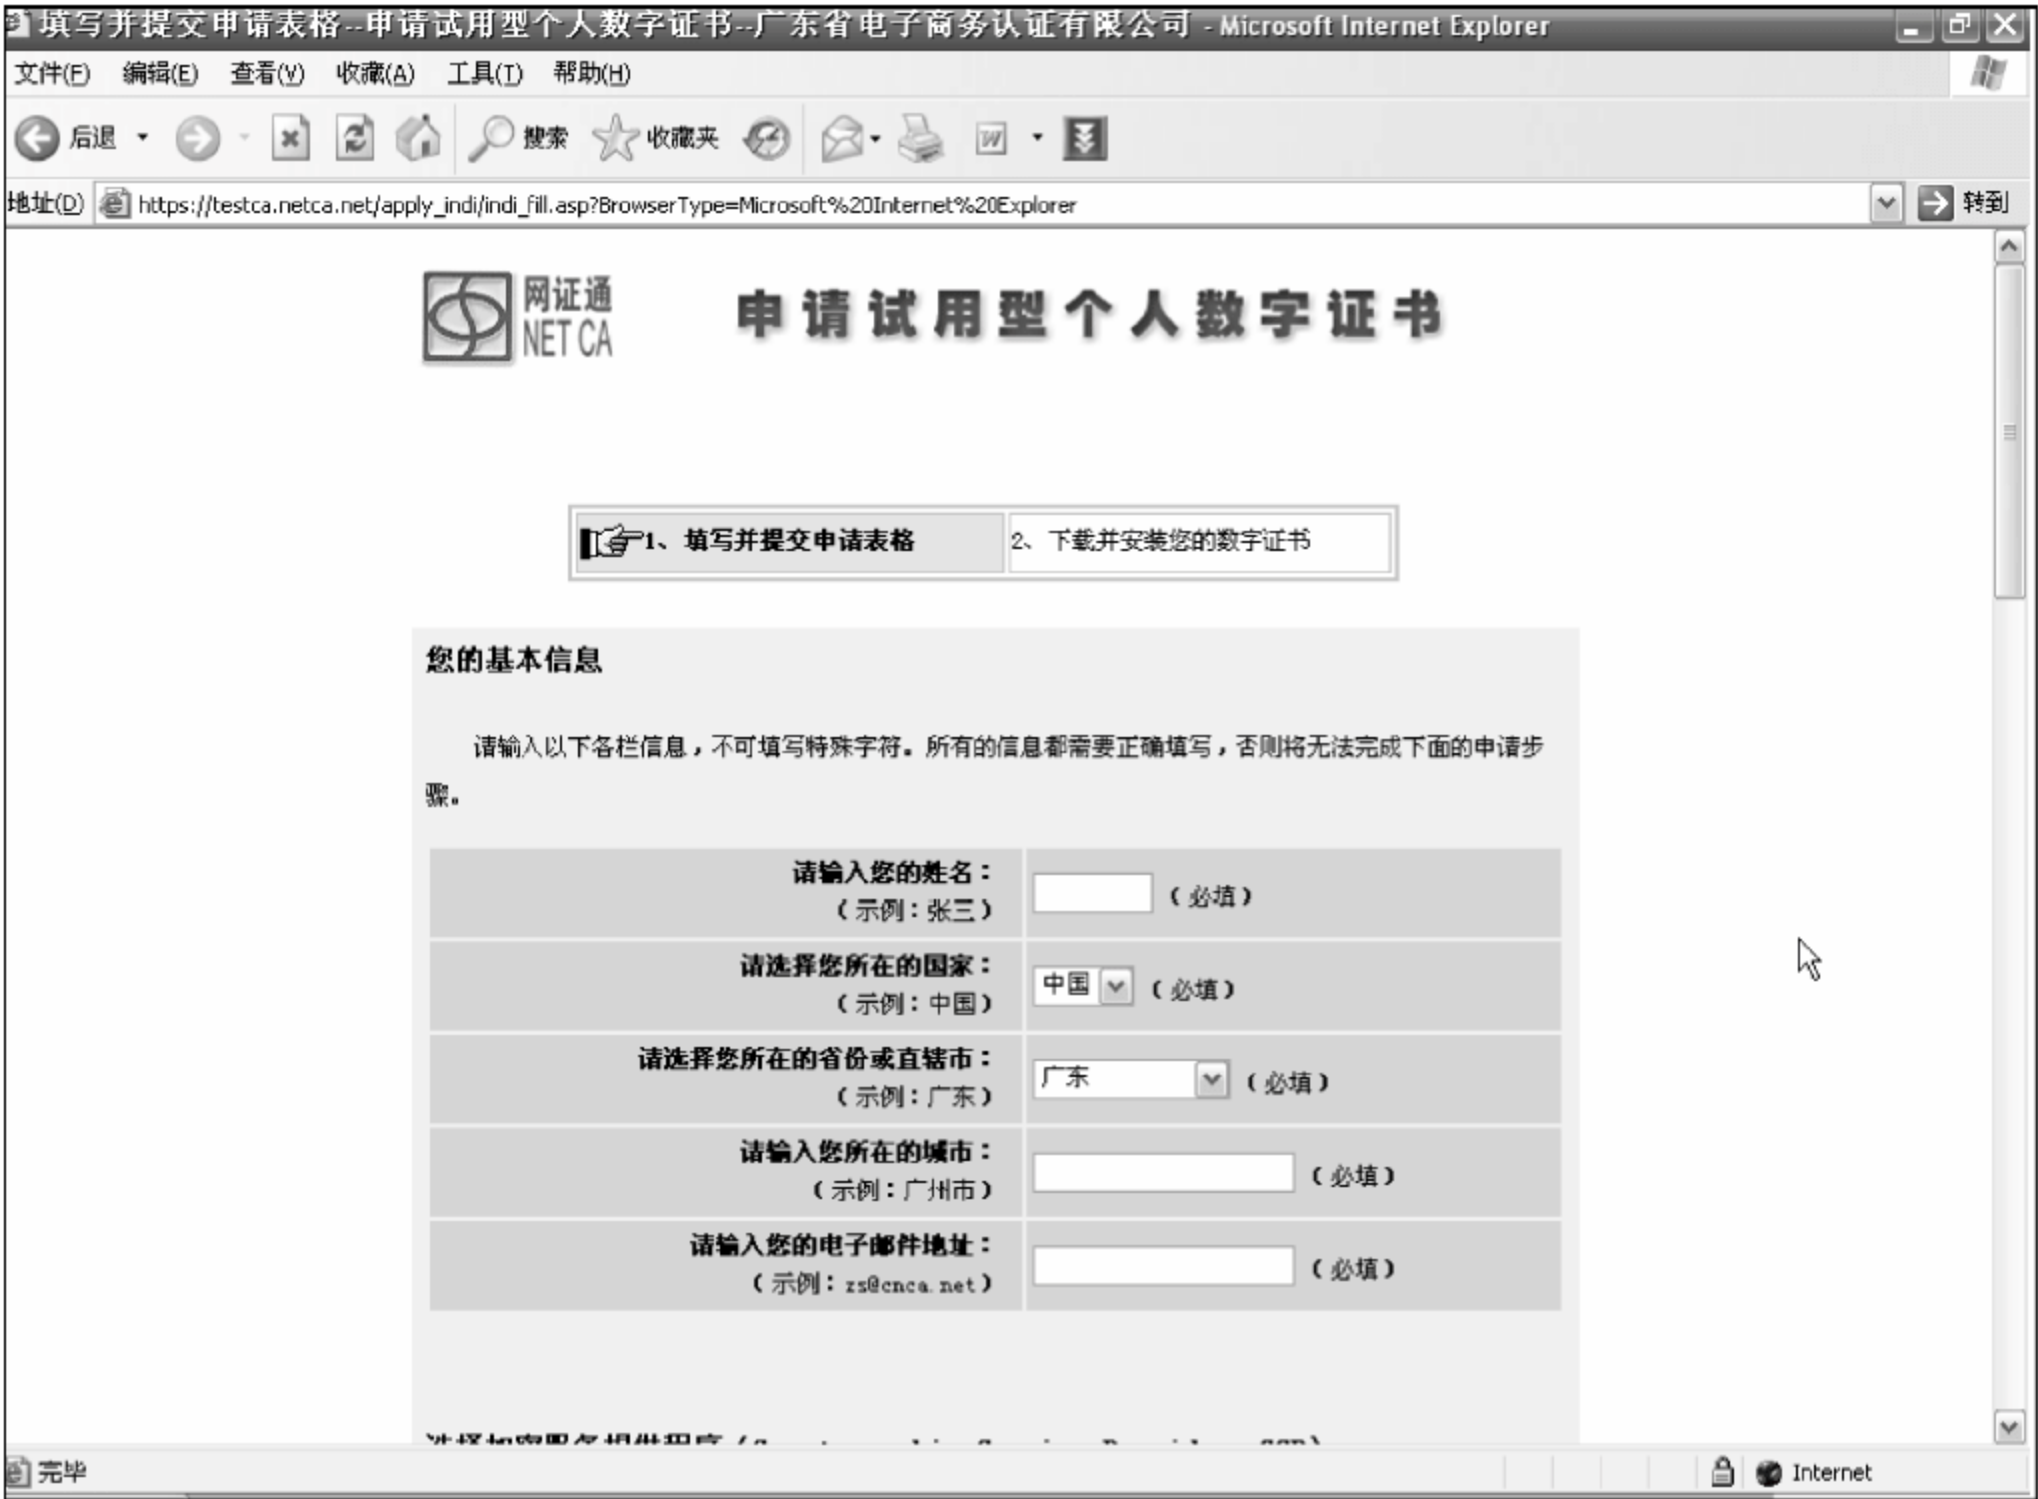 填写并提交申请表格--申请试用型个人数字证书--广东省电子商务认证有限公司 - Microsoft Internet Explorer
文件(F) 编辑(E) 查看(V) 收藏(A) 工具(T) 帮助(H)
后退 搜索 收藏夹
地址(D) https://testca.netca.net/apply_indi/indi_fill.asp?BrowserType=Microsoft%20Internet%20Explorer 转到
网证通
NET CA
申请试用型个人数字证书
1、填写并提交申请表格 2、下载并安装您的数字证书
您的基本信息
请输入以下各栏信息，不可填写特殊字符。所有的信息都需要正确填写，否则将无法完成下面的申请步
骤。
请输入您的姓名：
（示例：张三） （必填）
请选择您所在的国家：
（示例：中国） 中国 （必填）
请选择您所在的省份或直辖市：
（示例：广东） 广东 （必填）
请输入您所在的城市：
（示例：广州市） （必填）
请输入您的电子邮件地址：
（示例：zs@cnca.net） （必填）
完毕 Internet